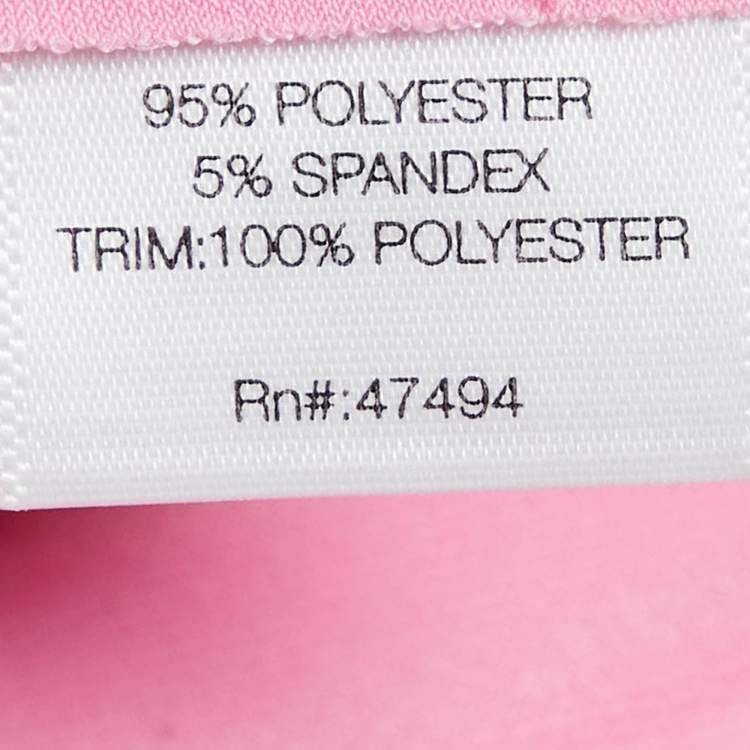 95% POLYESTER
5% SPANDEX
TRIM:100% POLYESTER
Rn#:47494